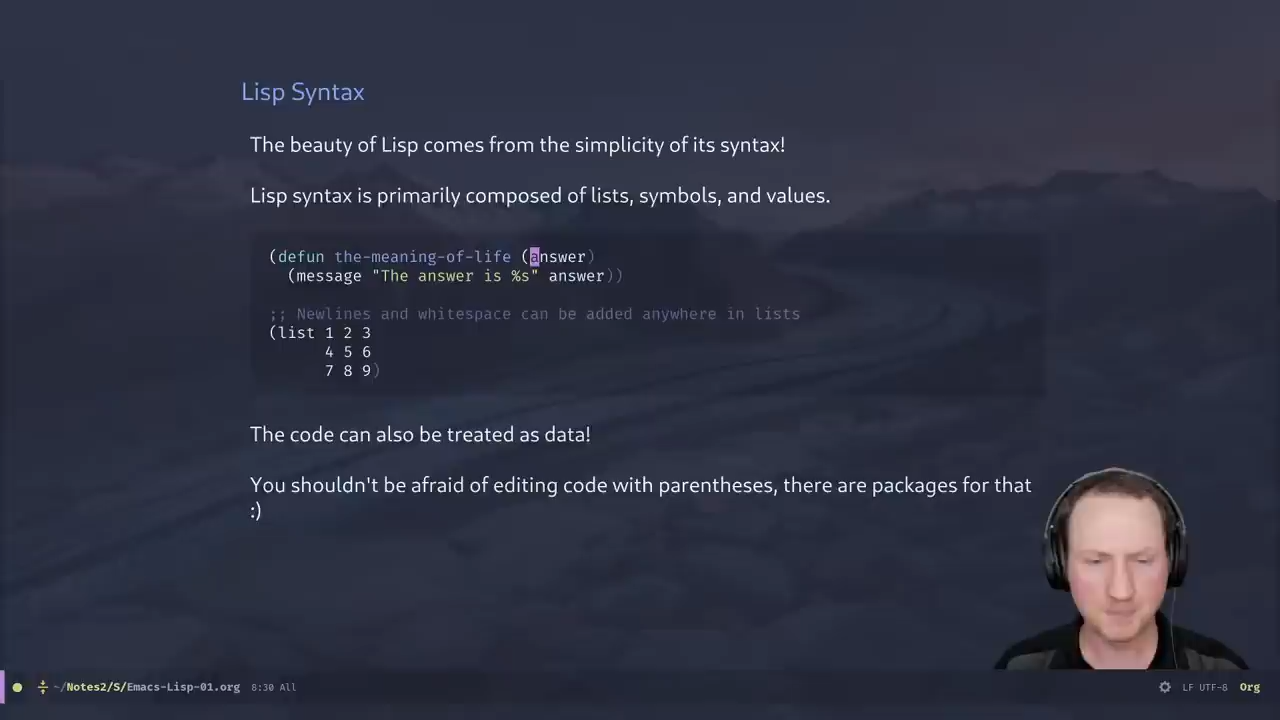 Lisp Syntax
The beauty of Lisp comes from the simplicity of its syntax!
Lisp syntax is primarily composed of lists, symbols, and values.
(defun the-meaning-of-life (answer)
  (message "The answer is %s" answer))
;; Newlines and whitespace can be added anywhere in lists
(list 1 2 3
      4 5 6
      7 8 9)
The code can also be treated as data!
You shouldn't be afraid of editing code with parentheses, there are packages for that
:)
~/Notes2/S/Emacs-Lisp-01.org 8:30 All LF UTF-8 Org